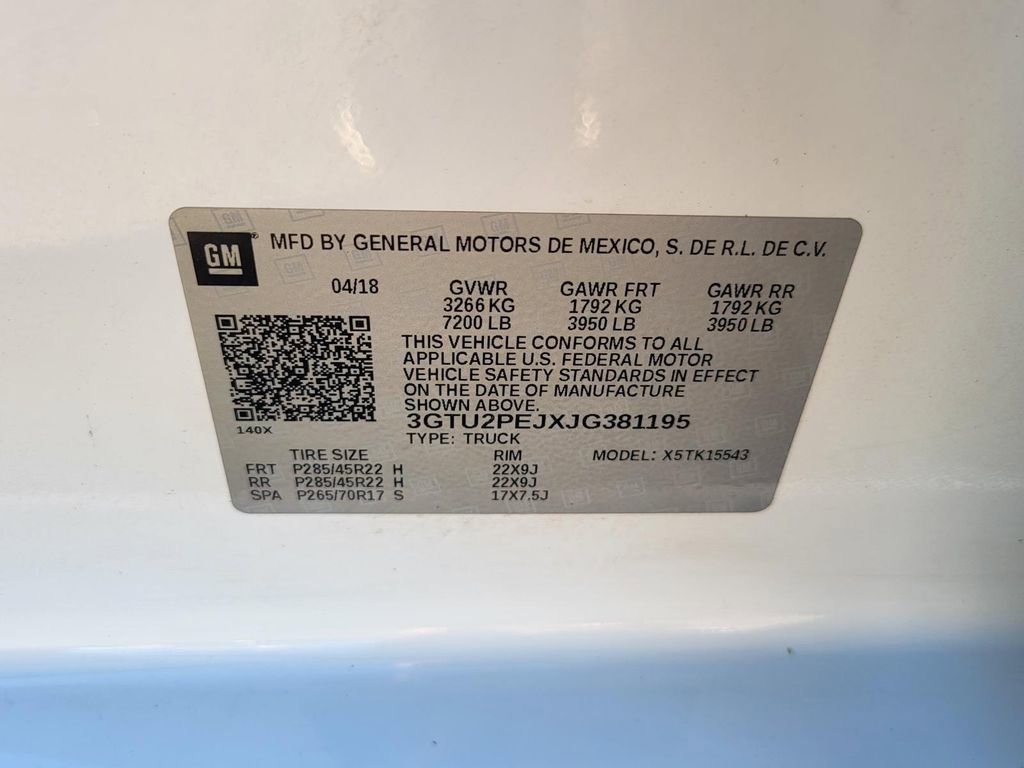 GM ® MFD BY GENERAL MOTORS DE MEXICO, S. DE R.L. DE C.V.
04/18 GVWR GAWR FRT GAWR RR
3266 KG 1792 KG 1792 KG
7200 LB 3950 LB 3950 LB
THIS VEHICLE CONFORMS TO ALL
APPLICABLE U.S. FEDERAL MOTOR
VEHICLE SAFETY STANDARDS IN EFFECT
ON THE DATE OF MANUFACTURE
SHOWN ABOVE.
3GTU2PEJXJG381195
140X
TYPE: TRUCK
TIRE SIZE RIM MODEL: X5TK15543
FRT P285/45R22 H 22X9J
RR P285/45R22 H 22X9J
SPA P265/70R17 S 17X7.5J